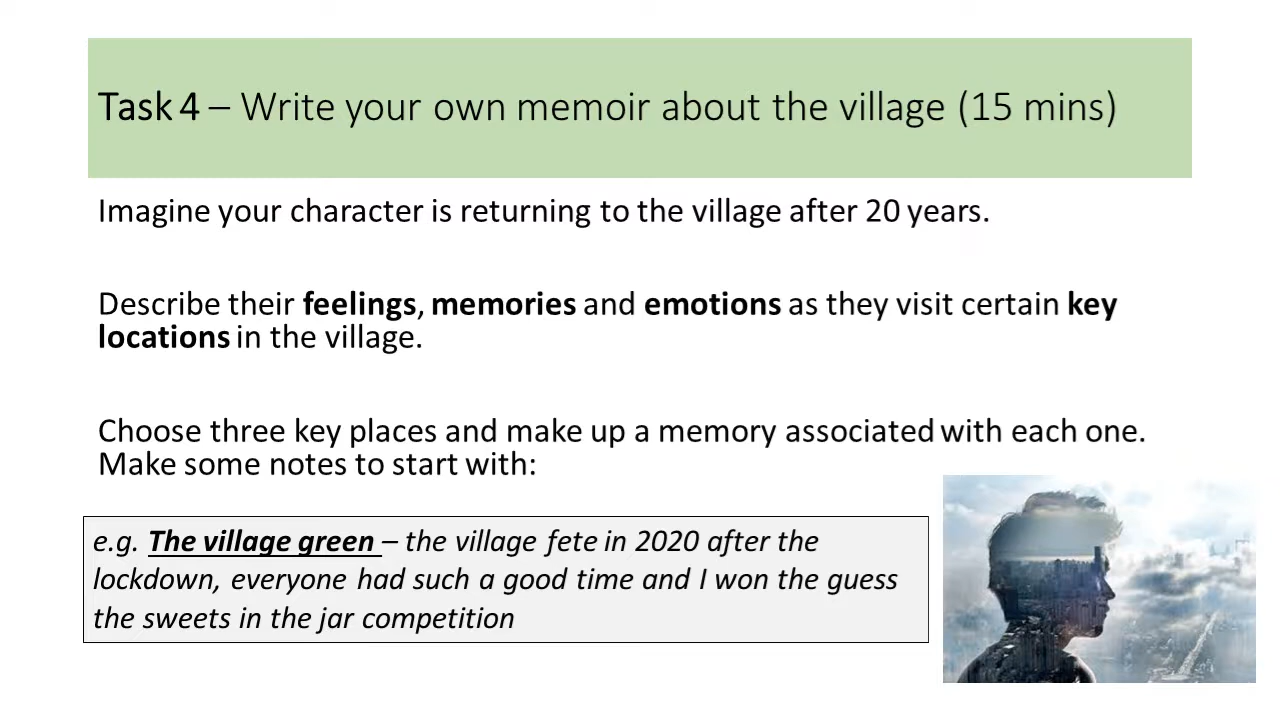 Task 4 – Write your own memoir about the village (15 mins)
Imagine your character is returning to the village after 20 years.
Describe their feelings, memories and emotions as they visit certain key
locations in the village.
Choose three key places and make up a memory associated with each one.
Make some notes to start with:
e.g. The village green – the village fete in 2020 after the
lockdown, everyone had such a good time and I won the guess
the sweets in the jar competition